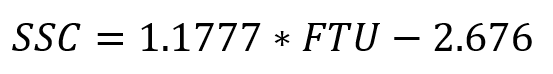 SSC = 1.1777 * FTU − 2.676